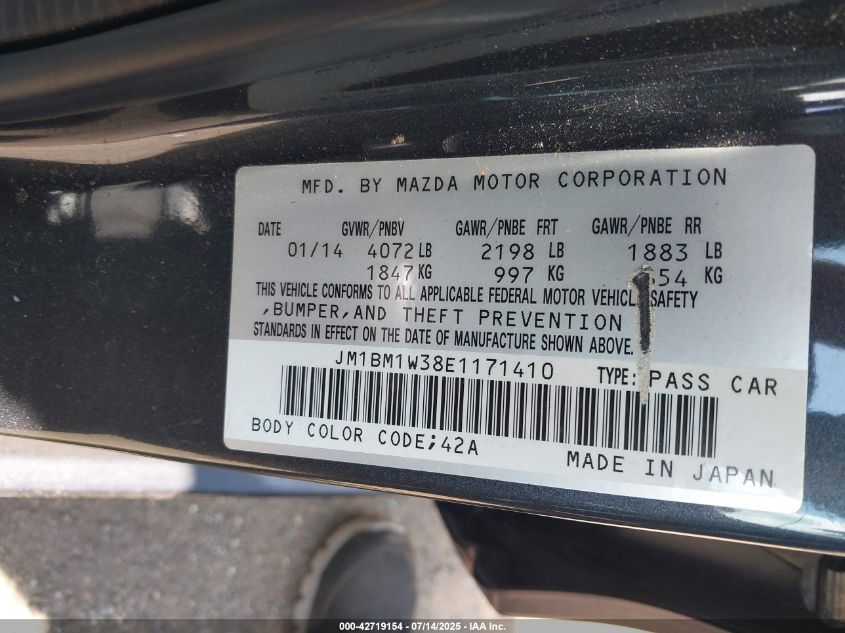 MFD. BY MAZDA MOTOR CORPORATION
DATE GVWR/PNBV GAWR/PNBE FRT GAWR/PNBE RR
01/14 4072 LB 2198 LB 1883 LB
1847 KG 997 KG 54 KG
THIS VEHICLE CONFORMS TO ALL APPLICABLE FEDERAL MOTOR VEHICLE SAFETY
,BUMPER,AND THEFT PREVENTION
STANDARDS IN EFFECT ON THE DATE OF MANUFACTURE SHOWN ABOVE.
JM1BM1W38E1171410 TYPE: PASS CAR
BODY COLOR CODE;42A
MADE IN JAPAN
000-42719154 - 07/14/2025 - IAA Inc.